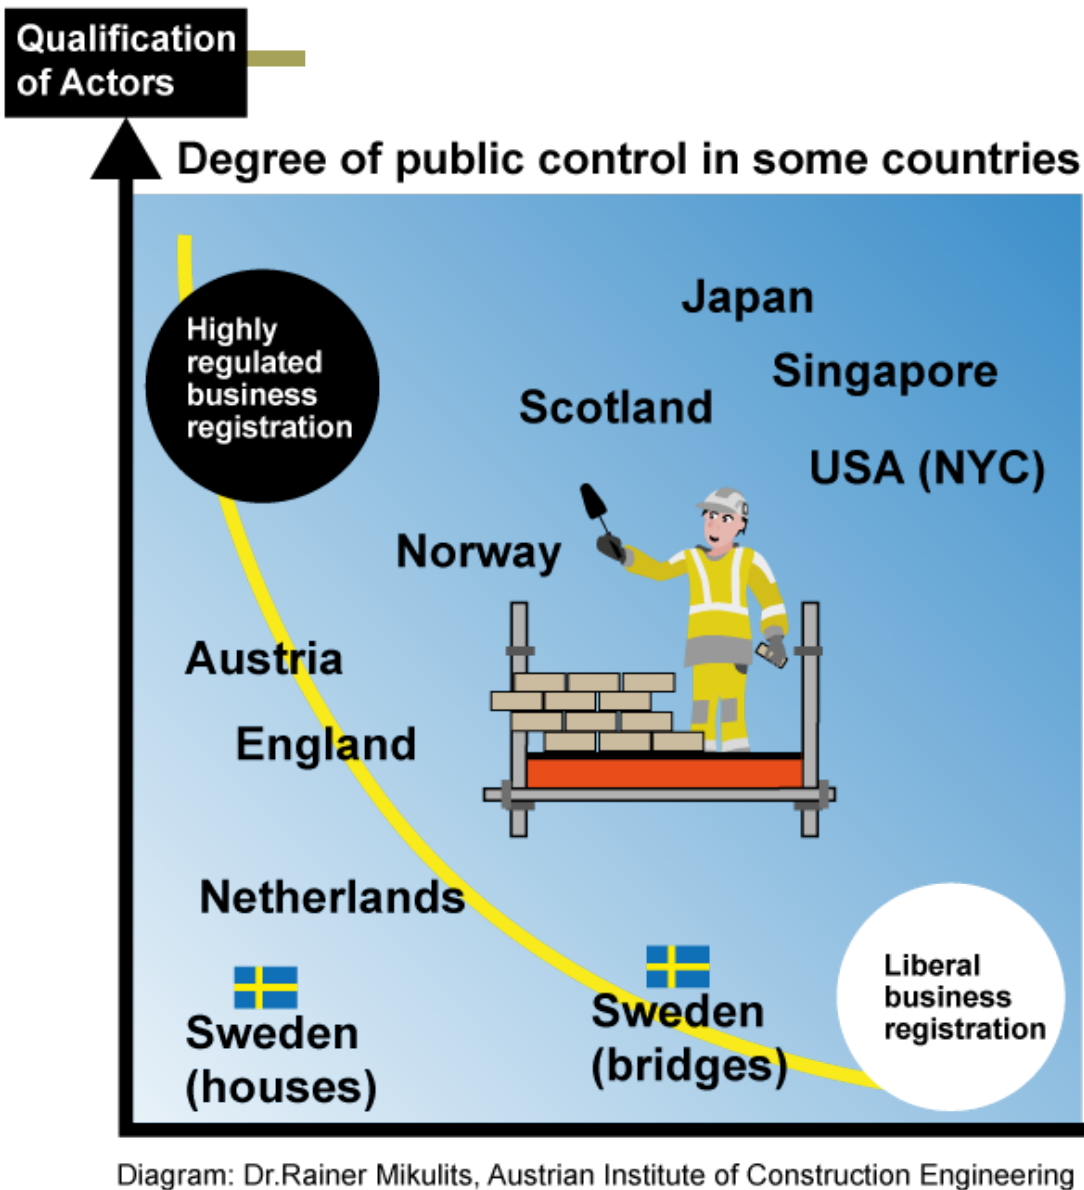 Qualification
of Actors
Degree of public control in some countries
Highly
regulated
business
registration
Japan
Singapore
Scotland
USA (NYC)
Norway
Austria
England
Netherlands
Sweden
(houses)
Sweden
(bridges)
Liberal
business
registration
Diagram: Dr.Rainer Mikulits, Austrian Institute of Construction Engineering